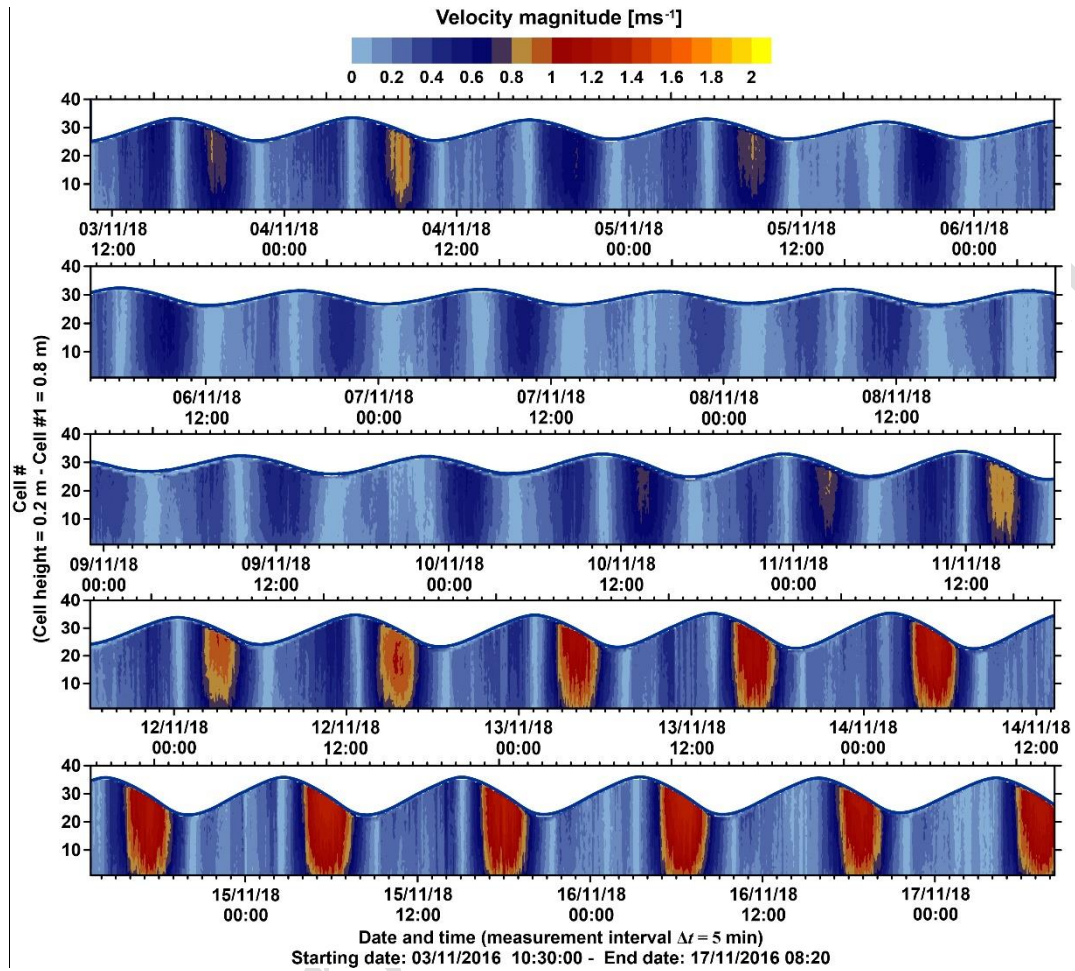 Velocity magnitude [ms⁻¹]
0 0.2 0.4 0.6 0.8 1 1.2 1.4 1.6 1.8 2
40
30
20
10
03/11/18 04/11/18 04/11/18 05/11/18 05/11/18 06/11/18
12:00 00:00 12:00 00:00 12:00 00:00
40
30
20
10
06/11/18 07/11/18 07/11/18 08/11/18 08/11/18
12:00 00:00 12:00 00:00 12:00
Cell #
(Cell height = 0.2 m - Cell #1 = 0.8 m)
40
30
20
10
09/11/18 09/11/18 10/11/18 10/11/18 11/11/18 11/11/18
00:00 12:00 00:00 12:00 00:00 12:00
40
30
20
10
12/11/18 12/11/18 13/11/18 13/11/18 14/11/18 14/11/18
00:00 12:00 00:00 12:00 00:00 12:00
40
30
20
10
15/11/18 15/11/18 16/11/18 16/11/18 17/11/18
00:00 12:00 00:00 12:00 00:00
Date and time (measurement interval Δt = 5 min)
Starting date: 03/11/2016 10:30:00 - End date: 17/11/2016 08:20